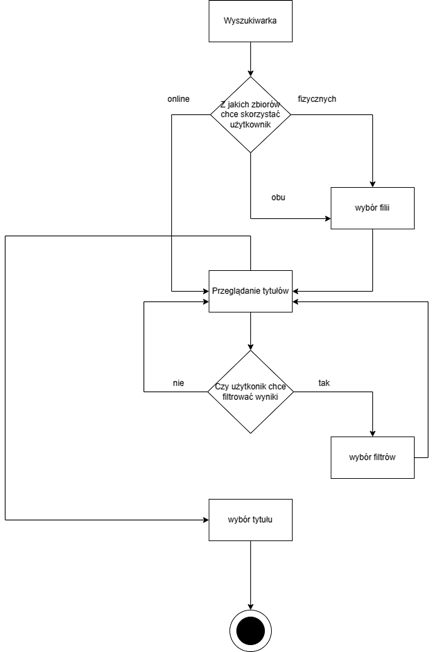 Wyszukiwarka
online
Z jakich zbiorów
chce skorzystać
użytkownik
fizycznych
obu
wybór filii
Przeglądanie tytułów
nie
Czy użytkonik chce
filtrować wyniki
tak
wybór filtrów
wybór tytułu